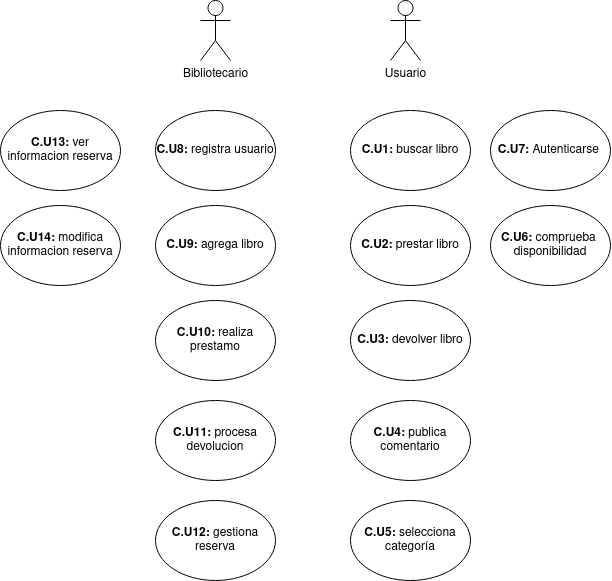 Bibliotecario
Usuario
C.U13: ver
informacion reserva
C.U8: registra usuario
C.U1: buscar libro
C.U7: Autenticarse
C.U14: modifica
informacion reserva
C.U9: agrega libro
C.U2: prestar libro
C.U6: comprueba
disponibilidad
C.U10: realiza
prestamo
C.U3: devolver libro
C.U11: procesa
devolucion
C.U4: publica
comentario
C.U12: gestiona
reserva
C.U5: selecciona
categoría